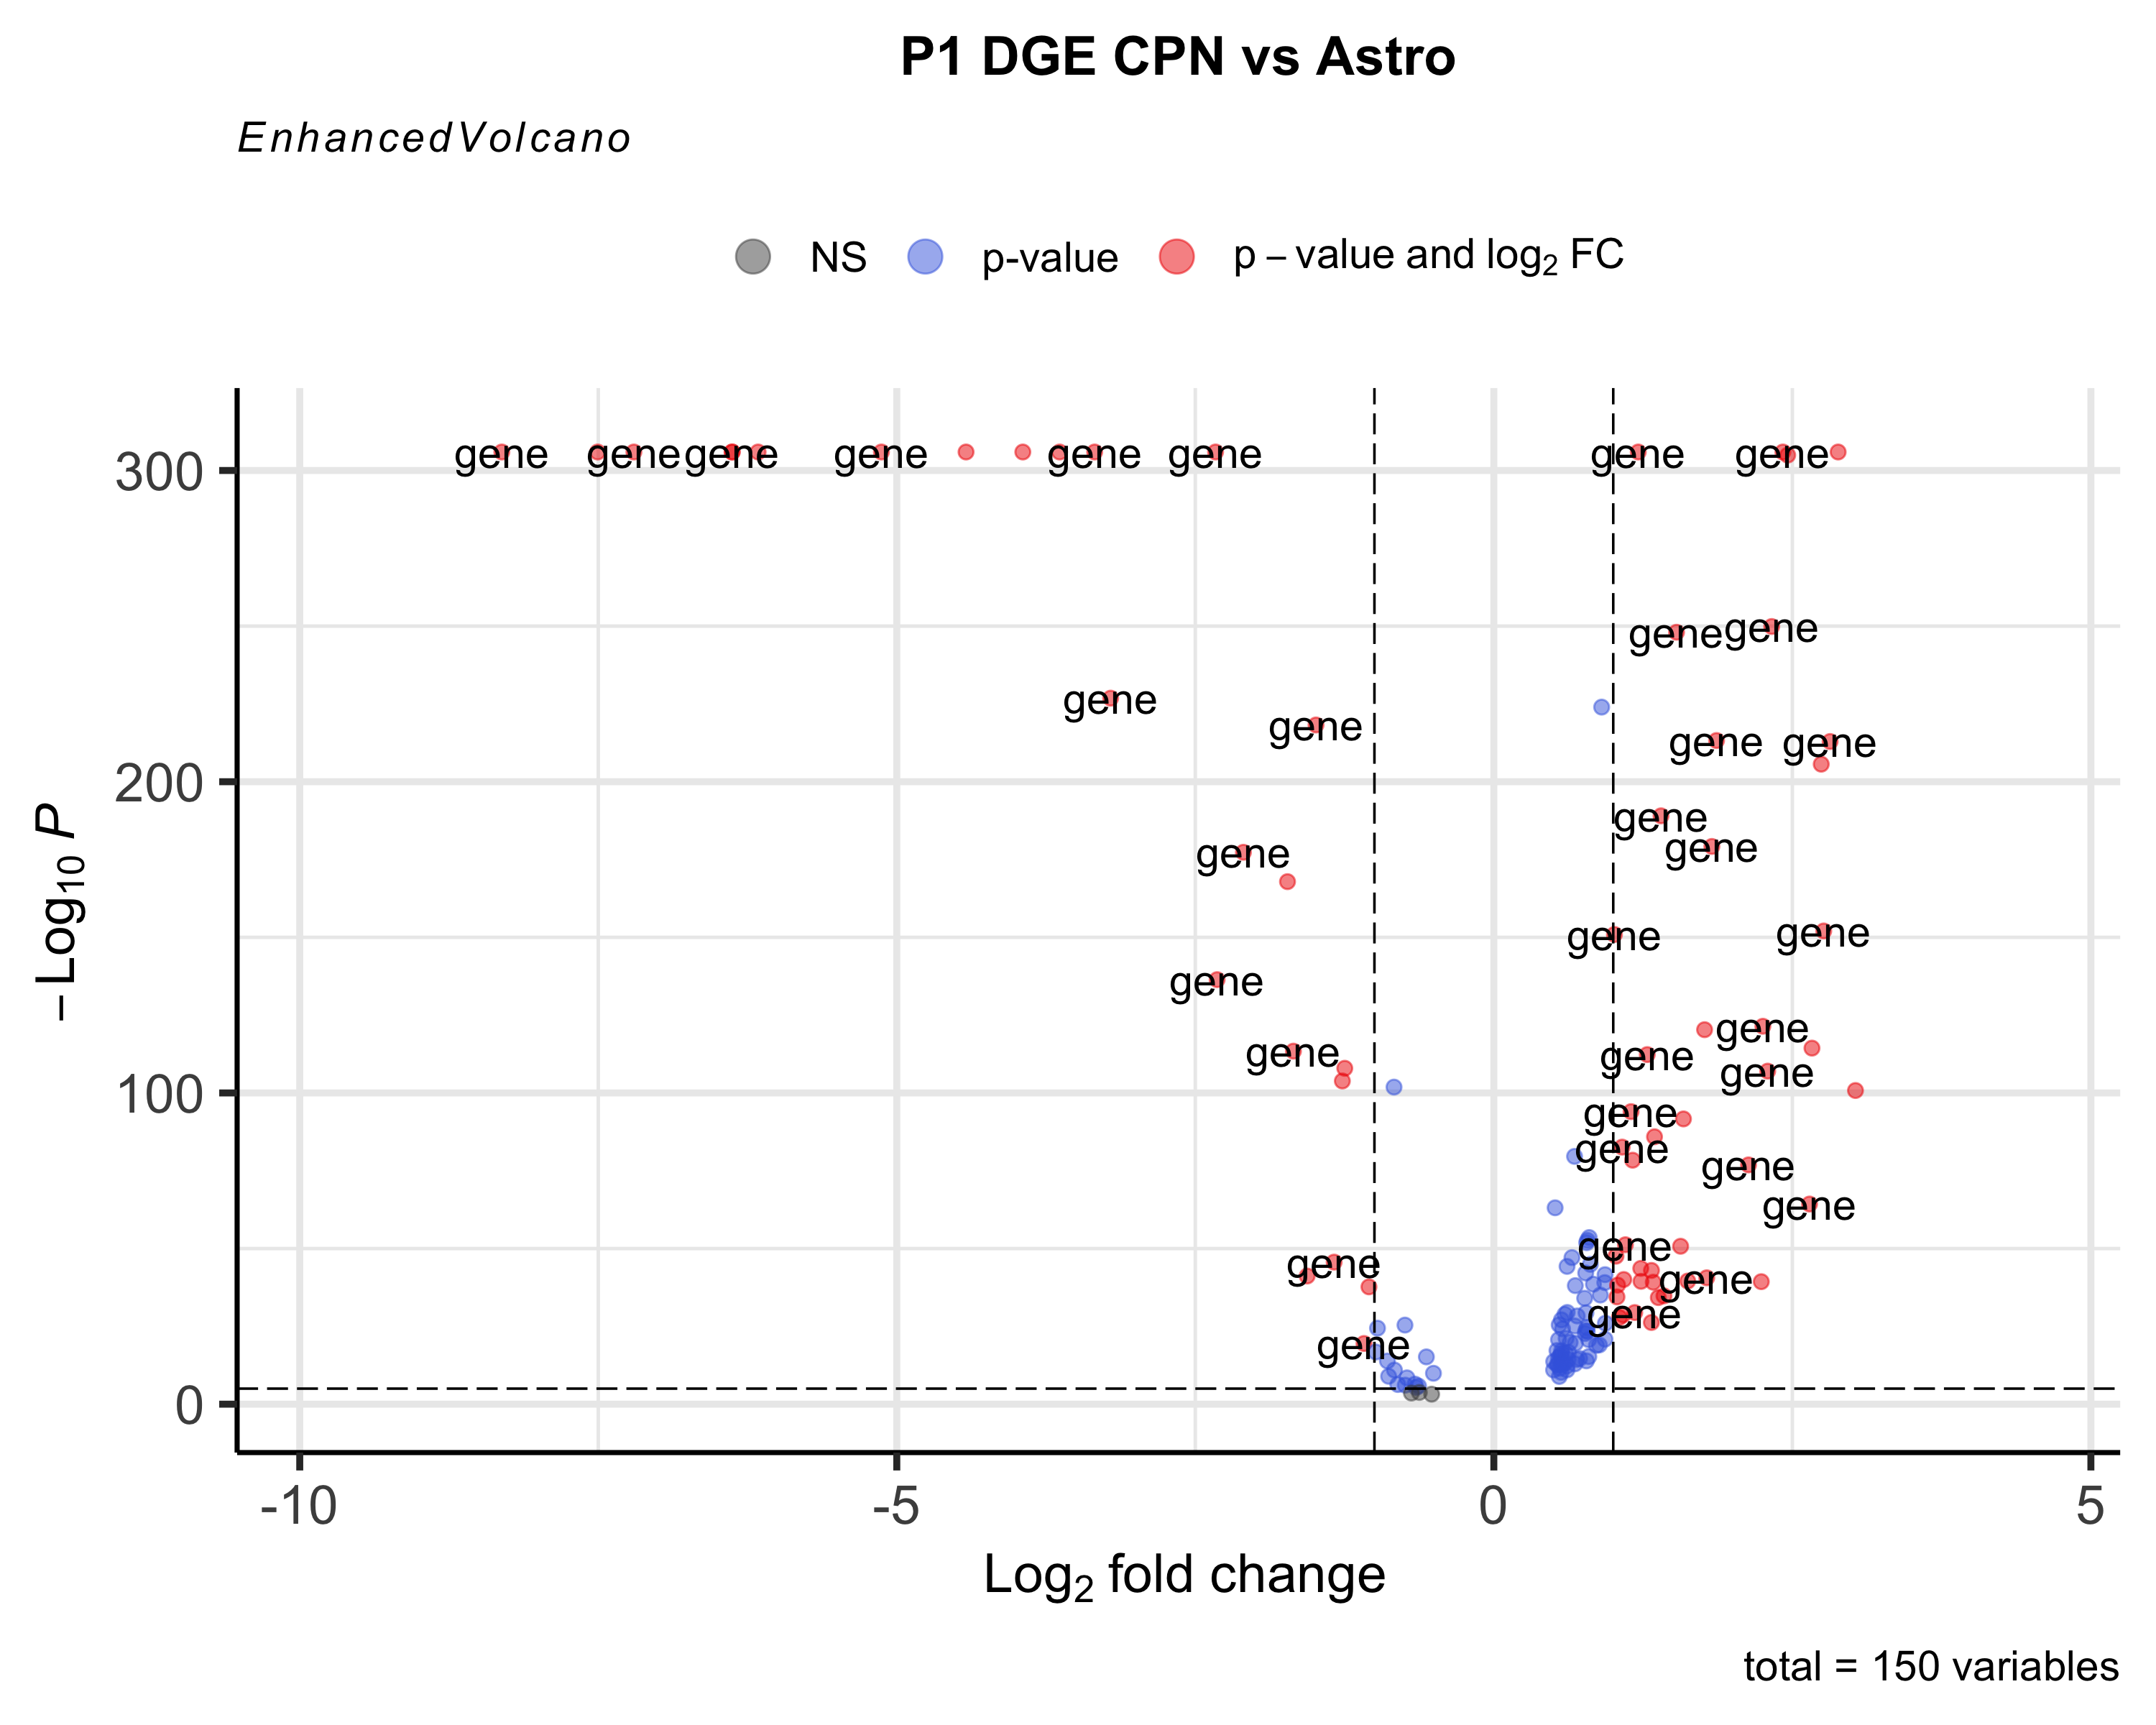 P1 DGE CPN vs Astro
EnhancedVolcano
NS p-value p – value and log₂ FC
gene gene gene gene gene gene gene gene
gene gene
gene
gene
gene gene
gene
gene
gene
gene gene
gene
gene
gene gene
gene
gene
gene
gene
gene
gene
gene
gene
gene
gene
300
200
100
0
–Log₁₀ P
-10 -5 0 5
Log₂ fold change
total = 150 variables